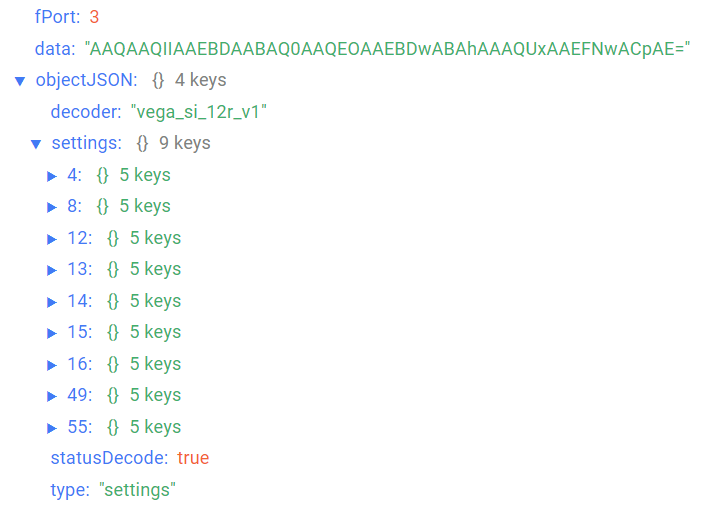 fPort: 3
data: "AAQAAQIIAAEBDAABAQ0AAQEOAAEBDwABAhAAAQUxAAEFNwACpAE="
objectJSON: {} 4 keys
decoder: "vega_si_12r_v1"
settings: {} 9 keys
4: {} 5 keys
8: {} 5 keys
12: {} 5 keys
13: {} 5 keys
14: {} 5 keys
15: {} 5 keys
16: {} 5 keys
49: {} 5 keys
55: {} 5 keys
statusDecode: true
type: "settings"